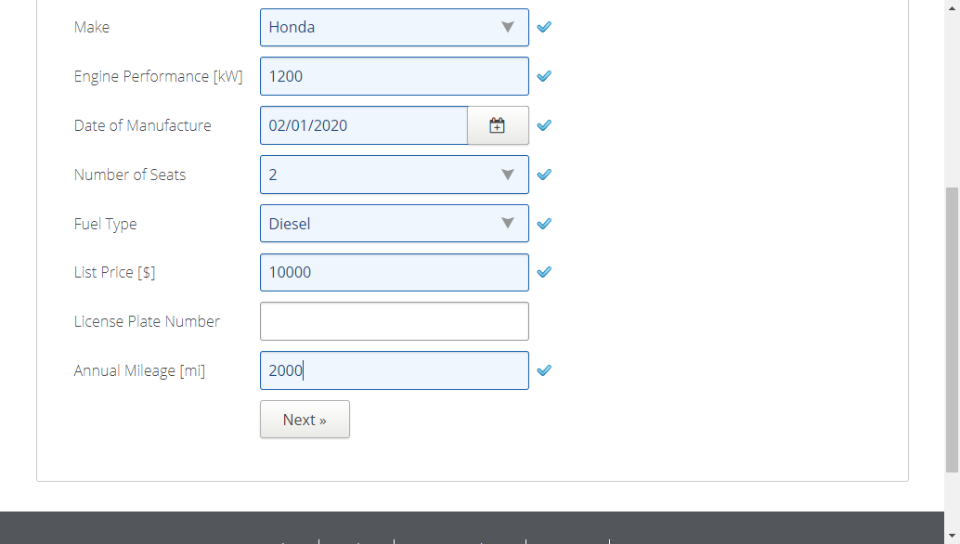 Make Honda
Engine Performance [kW] 1200
Date of Manufacture 02/01/2020
Number of Seats 2
Fuel Type Diesel
List Price [$] 10000
License Plate Number
Annual Mileage [mi] 2000
Next »